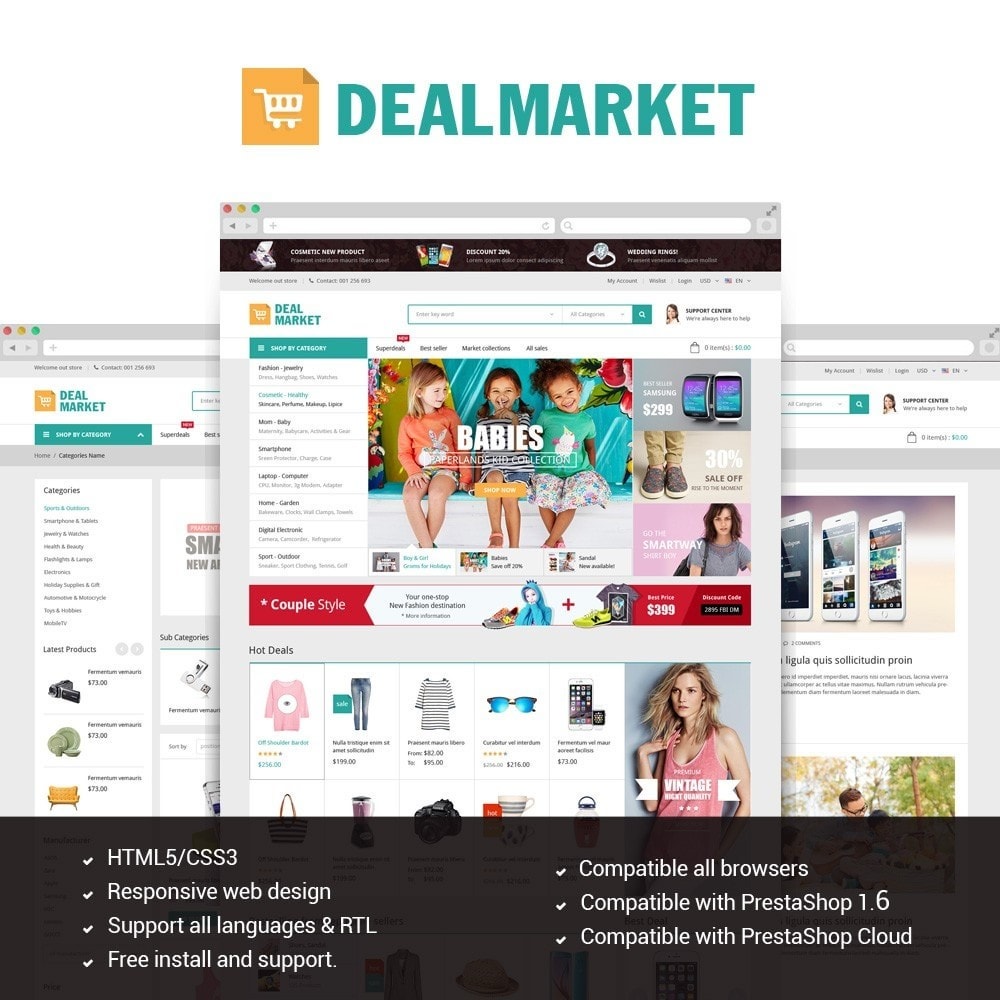 DEALMARKET
COSMETIC NEW PRODUCT
Praesent interdum mauris libero asset
DISCOUNT 20%
Lorem ipsum dolor consect adipiscing
WEDDING RINGS!
Praesent venenatis aliquam mollist
Welcome out store
Contact: 001 256 693
My Account
Wislist
Login
USD
EN
DEAL
MARKET
Enter key word
All Categories
SUPPORT CENTER
We're always here to help
SHOP BY CATEGORY
Superdeals
NEW
Best seller
Market collections
All sales
0 item(s) : $0.00
Fashion - Jewelry
Dress, Hangbag, Shoes, Watches
Cosmetic - Healthy
Skincare, Perfume, Makeup, Lipice
Mom - Baby
Maternity, Babycare, Activities & Gear
Smartphone
Green Protector, Charge, Case
Laptop - Computer
CPU, Monitor, 3g Modem, Adapter
Home - Garden
Bakeware, Clocks, Wall Clamps, Towels
Digital Electronic
Camera, Camcorder, Refrigerator
Sport - Outdoor
Sneaker, Sport Clothing, Tennis, Golf
BABIES
PAPERLANDS KID COLLECTION
SHOP NOW
Boy & Girl
Groms for Holidays
Babies
Save off 20%
Sandal
New available!
BEST SELLER
SAMSUNG
$299
30%
SALE OFF
RISE TO THE MOMENT
GO THE
SMARTWAY
SHIRT BOY
* Couple Style
Your one-stop
New Fashion destination
* More information
+
Best Price
$399
Discount Code
2895 FBI DM
Hot Deals
Off Shoulder Bardot
$256.00
sale
Nulla tristique enim sit
amet sollicitudin
$199.00
Praesent mauris libero
From: $82.00
To: $95.00
Curabitur vel interdum
$256.00 $216.00
Fermentum vel maur
aoreet facilisis
$73.00
PREMIUM
VINTAGE
RIGHT QUANEITY
hot
Welcome out store
Contact: 001 256 693
DEAL
MARKET
SHOP BY CATEGORY
Superdeals
NEW
Best s
Home / Categories Name
Categories
Sports & Outdoors
Smartphone & Tablets
Jewelry & Watches
Health & Beauty
Flashlights & Lamps
Electronics
Holiday Supplies & Gift
Automotive & Motorcycle
Toys & Hobbies
MobileTV
Latest Products
Fermentum vemauris
$73.00
Fermentum vemauris
$73.00
Fermentum vemauris
$73.00
Manufacturer
Price
PRAESENT
SMA
NEW AR
Sub Categories
Fermentum vemauris
Sort by
My Account
Wislist
Login
USD
EN
All Categories
SUPPORT CENTER
We're always here to help
0 item(s) : $0.00
2 COMMENTS
ligula quis sollicitudin proin
Best Deal
ligula quis sollicitudin proin
HTML5/CSS3
Responsive web design
Support all languages & RTL
Free install and support.
Compatible all browsers
Compatible with PrestaShop 1.6
Compatible with PrestaShop Cloud